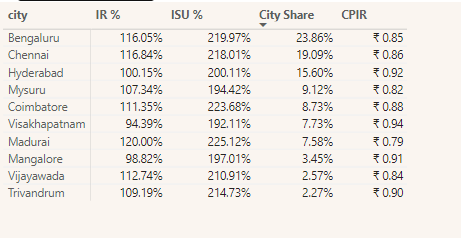 city IR % ISU % City Share CPIR
Bengaluru 116.05% 219.97% 23.86% ₹ 0.85
Chennai 116.84% 218.01% 19.09% ₹ 0.86
Hyderabad 100.15% 200.11% 15.60% ₹ 0.92
Mysuru 107.34% 194.42% 9.12% ₹ 0.82
Coimbatore 111.35% 223.68% 8.73% ₹ 0.88
Visakhapatnam 94.39% 192.11% 7.73% ₹ 0.94
Madurai 120.00% 225.12% 7.58% ₹ 0.79
Mangalore 98.82% 197.01% 3.45% ₹ 0.91
Vijayawada 112.74% 210.91% 2.57% ₹ 0.84
Trivandrum 109.19% 214.73% 2.27% ₹ 0.90